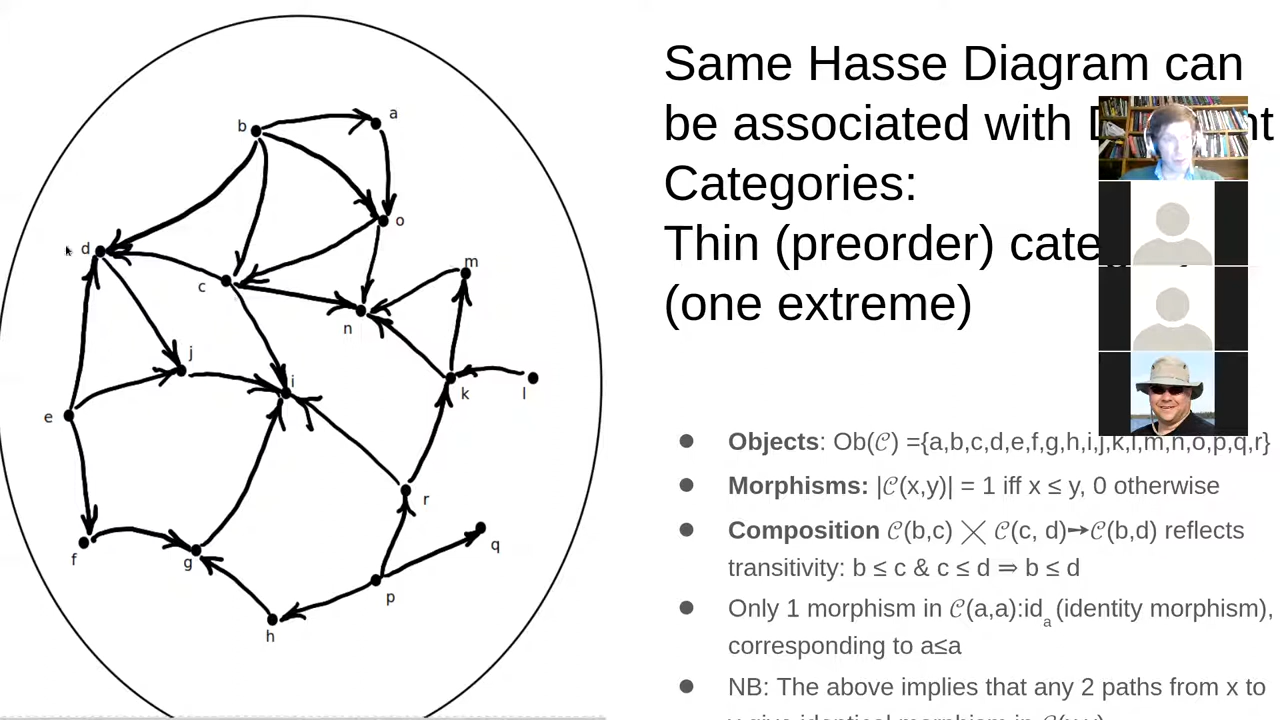 Same Hasse Diagram can
be associated with
Categories:
Thin (preorder)
(one extreme)
b
a
o
d
c
m
n
j
i
k
l
e
r
f
g
q
p
h
● Objects: Ob(𝒞) ={a,b,c,d,e,f,g,h,i,j,k,l,m,n,o,p,q,r}
● Morphisms: |𝒞(x,y)| = 1 iff x ≤ y, 0 otherwise
● Composition 𝒞(b,c) ╳ 𝒞(c, d)→𝒞(b,d) reflects
transitivity: b ≤ c & c ≤ d ⇒ b ≤ d
● Only 1 morphism in 𝒞(a,a):idₐ (identity morphism),
corresponding to a≤a
● NB: The above implies that any 2 paths from x to